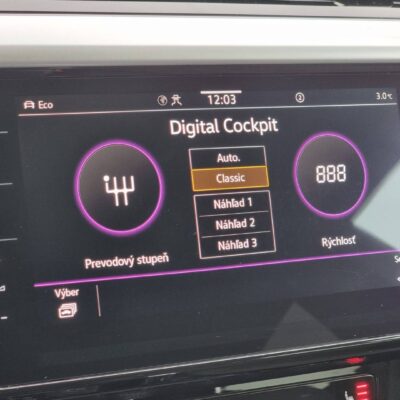 Eco
12:03
3.0°C
Digital Cockpit
Auto.
Classic
Náhľad 1
Náhľad 2
Náhľad 3
888
Prevodový stupeň
Rýchlosť
Výber